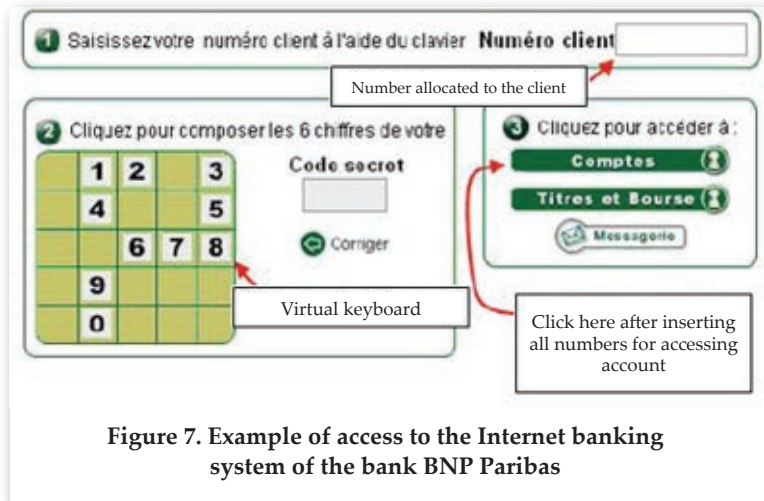 1 Saisissez votre numéro client à l'aide du clavier Numéro client
Number allocated to the client
2 Cliquez pour composer les 6 chiffres de votre
Code secret
1 2 3
4 5
6 7 8
9
0
Corriger
Virtual keyboard
3 Cliquez pour accéder à :
Comptes
Titres et Bourse
Messagerie
Click here after inserting
all numbers for accessing
account
Figure 7. Example of access to the Internet banking
system of the bank BNP Paribas